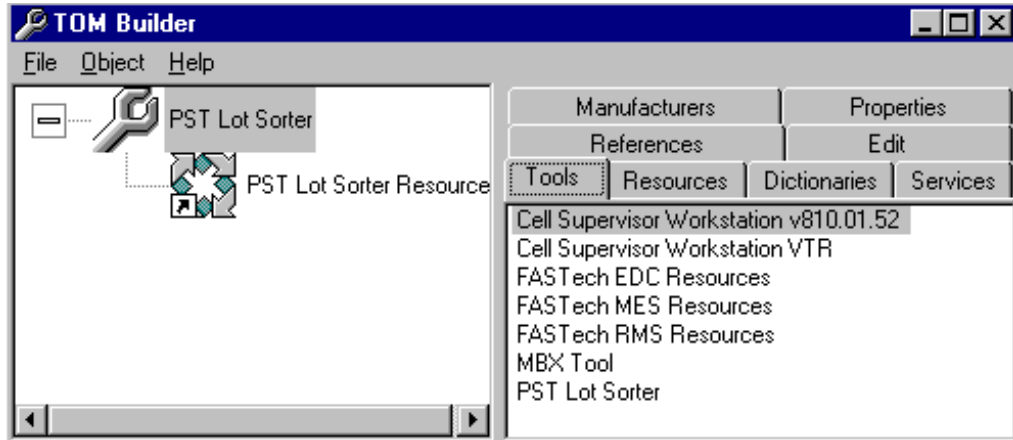 TOM Builder
File Object Help
PST Lot Sorter
PST Lot Sorter Resource
Manufacturers Properties
References Edit
Tools Resources Dictionaries Services
Cell Supervisor Workstation v810.01.52
Cell Supervisor Workstation VTR
FASTech EDC Resources
FASTech MES Resources
FASTech RMS Resources
MBX Tool
PST Lot Sorter